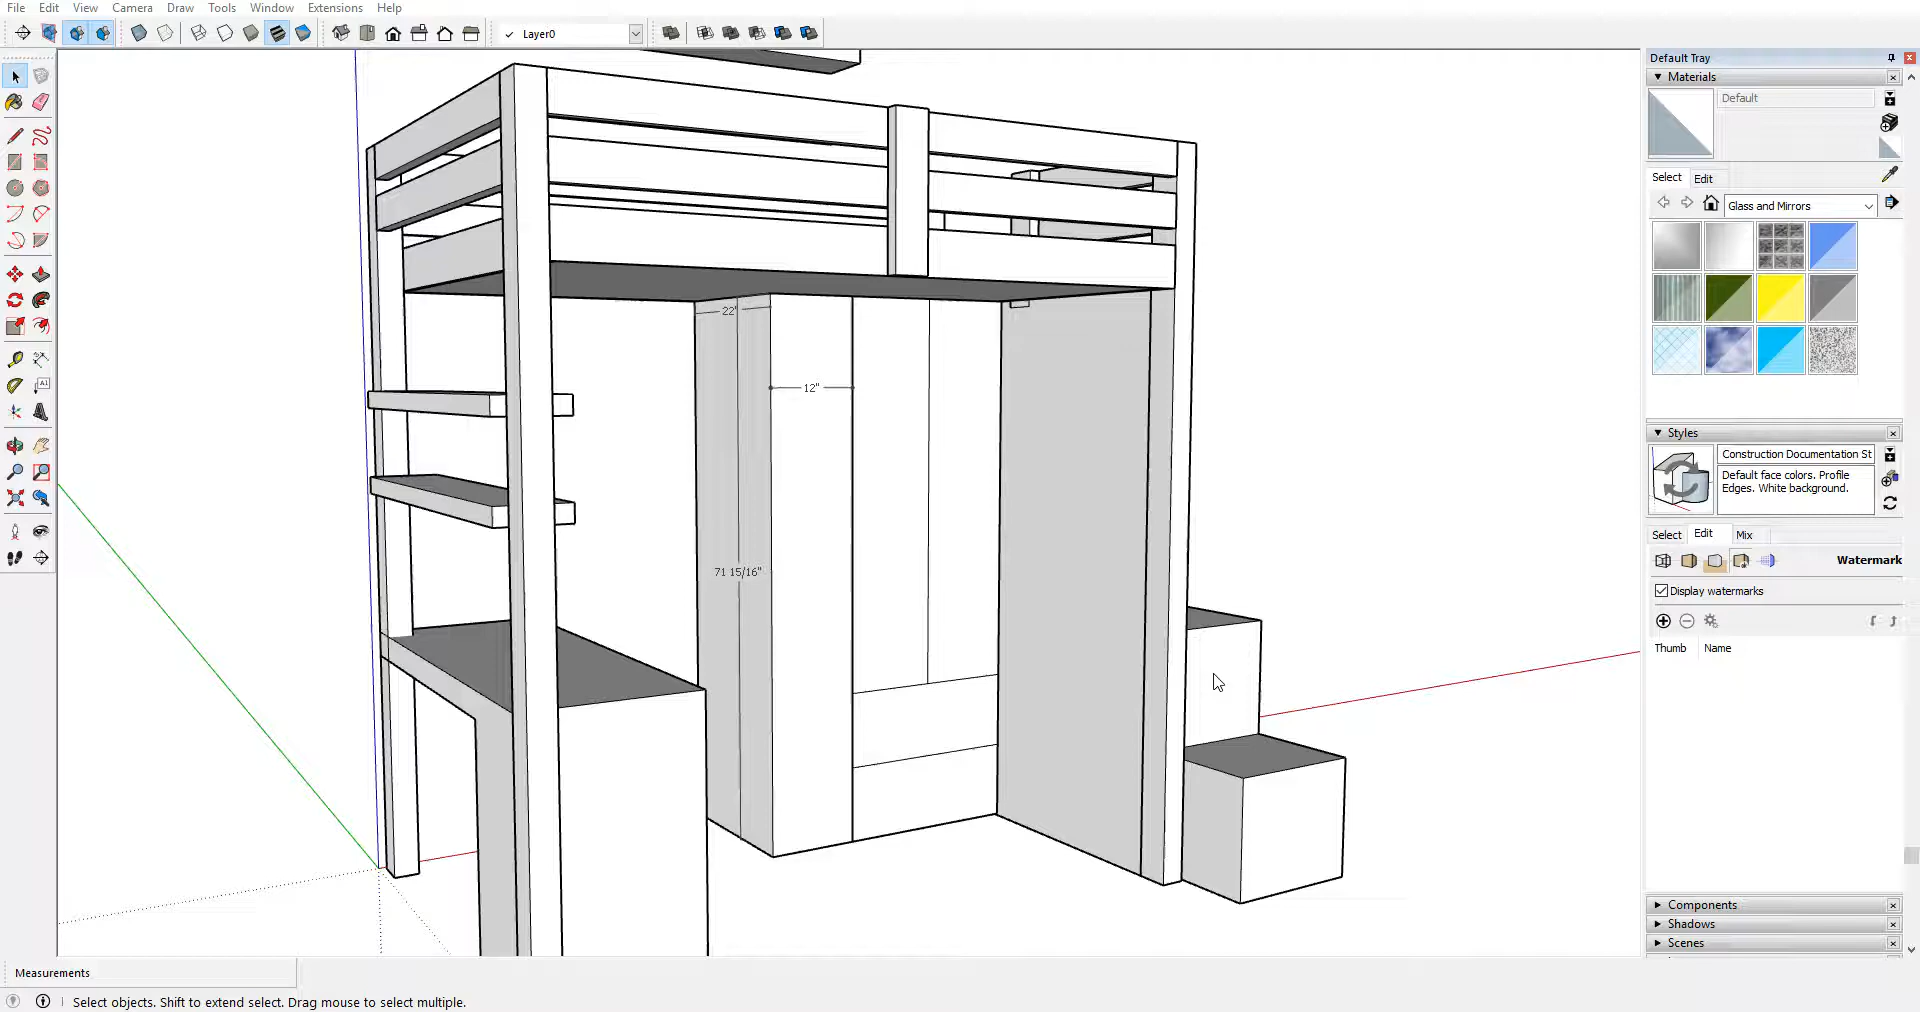 File Edit View Camera Draw Tools Window Extensions Help
Layer0
Default Tray
Materials
Default
Select Edit
Glass and Mirrors
22"
12"
71 15/16"
A1
Styles
Construction Documentation St
Default face colors. Profile
Edges. White background.
Select Edit Mix
Watermark
Display watermarks
Thumb Name
Components
Shadows
Scenes
Measurements
Select objects. Shift to extend select. Drag mouse to select multiple.